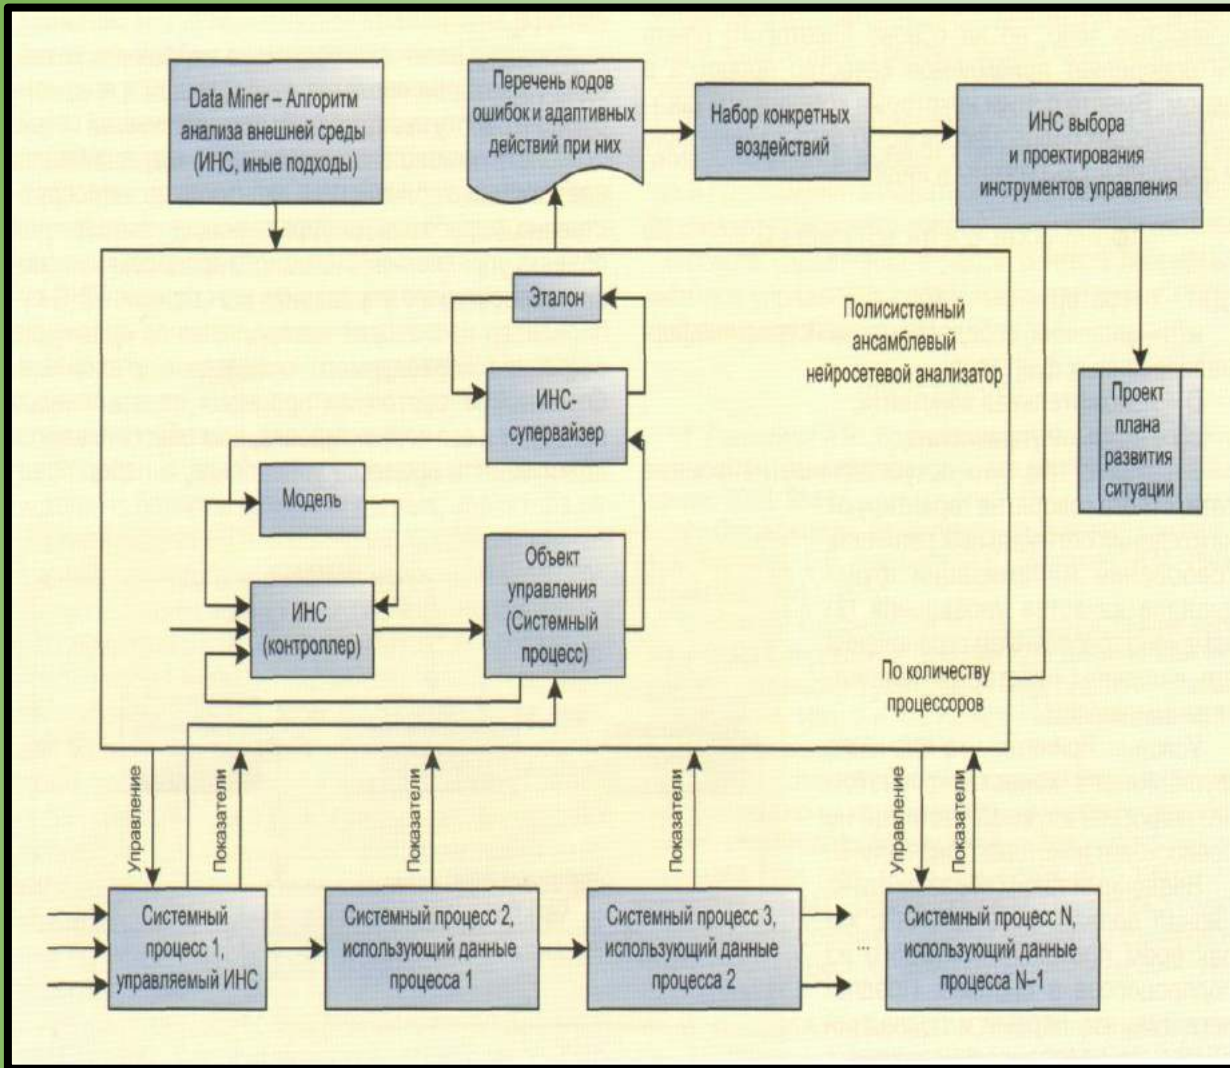 Data Miner – Алгоритм
анализа внешней среды
(ИНС, иные подходы)
Перечень кодов
ошибок и адаптивных
действий при них
Набор конкретных
воздействий
ИНС выбора
и проектирования
инструментов управления
Эталон
Полисистемный
ансамблевый
нейросетевой анализатор
ИНС-
супервайзер
Проект
плана
развития
ситуации
Модель
Объект
управления
(Системный
процесс)
ИНС
(контроллер)
По количеству
процессоров
Управление
Показатели
Показатели
Показатели
Управление
Показатели
Системный
процесс 1,
управляемый ИНС
Системный процесс 2,
использующий данные
процесса 1
Системный процесс 3,
использующий данные
процесса 2
...
Системный процесс N,
использующий данные
процесса N–1